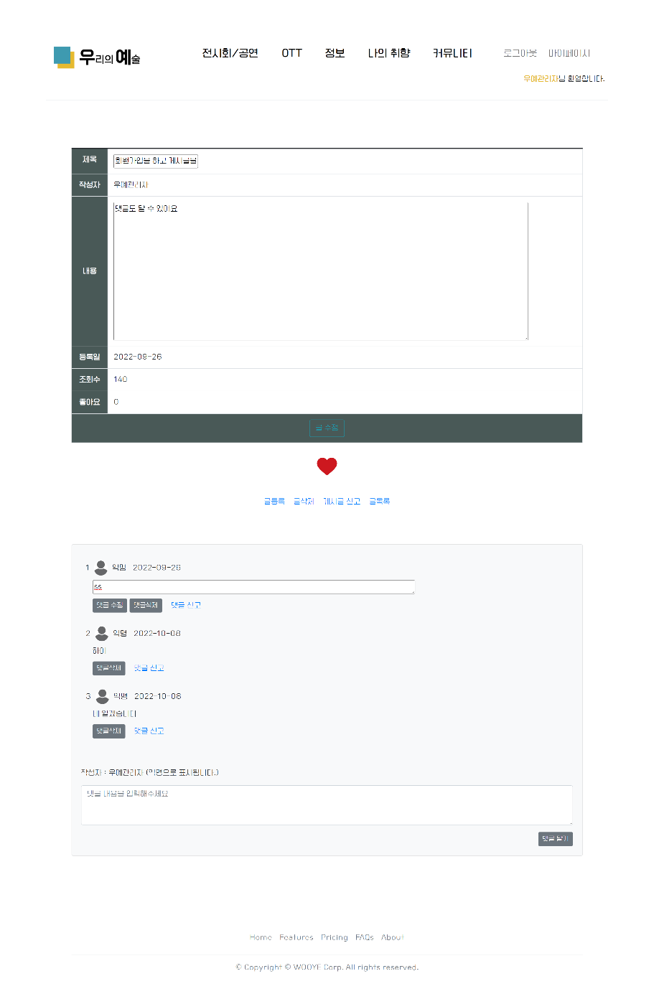 우리의 예술
전시회/공연 OTT 정보 나의 취향 커뮤니티 로그아웃 마이페이지
우예관리자님 환영합니다.
제목 회원가입을 하고 게시글을
작성자 우예관리자
내용 댓글도 달 수 있어요
등록일 2022-09-26
조회수 140
좋아요 0
글 수정
글등록 글삭제 게시글 신고 글목록
1 익명 2022-09-26
ss
댓글 수정 댓글삭제 댓글 신고
2 익명 2022-10-08
하이
댓글삭제 댓글 신고
3 익명 2022-10-08
네 알겠습니다
댓글삭제 댓글 신고
작성자 : 우예관리자 (익명으로 표시됩니다.)
댓글 내용을 입력해주세요
댓글 달기
Home Features Pricing FAQs About
© Copyright © WOOYE Corp. All rights reserved.